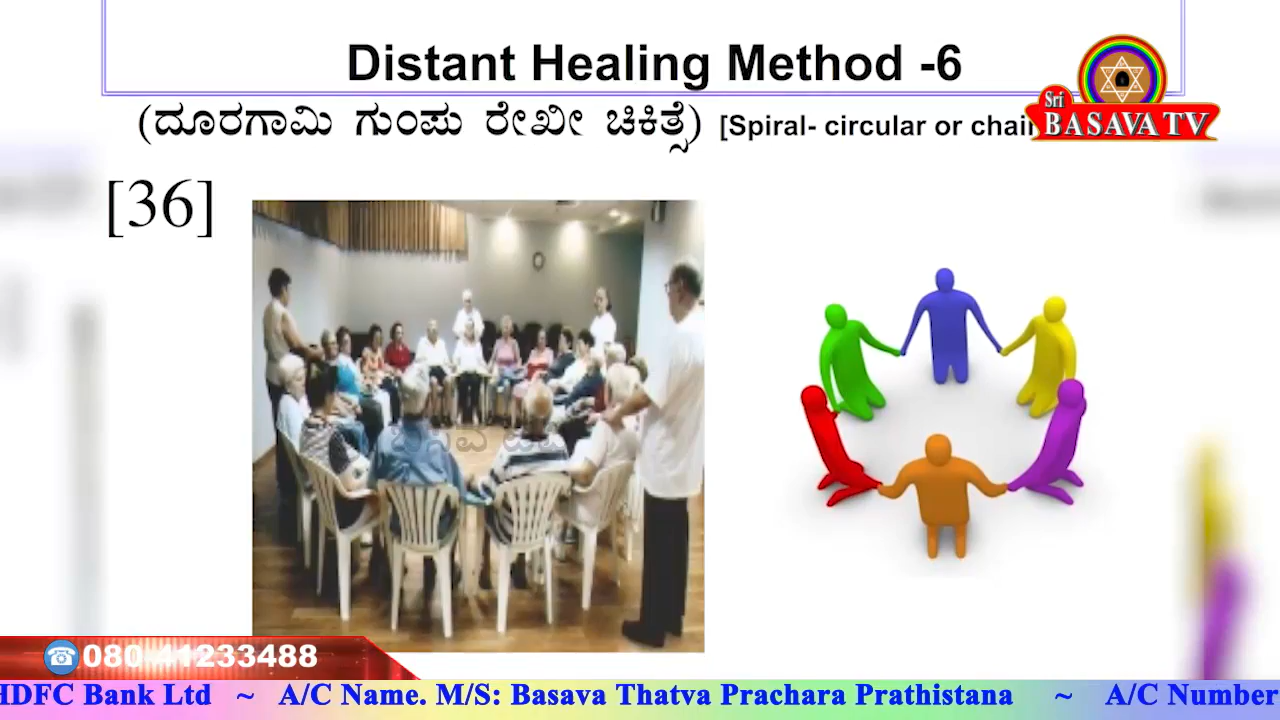 Distant Healing Method -6
(ದೂರಗಾಮಿ ಗುಂಪು ರೇಖೀ ಚಿಕಿತ್ಸೆ) [Spiral- circular or chain
Sri
BASAVA TV
[36]
080 41233488
HDFC Bank Ltd ~ A/C Name. M/S: Basava Thatva Prachara Prathistana ~ A/C Number